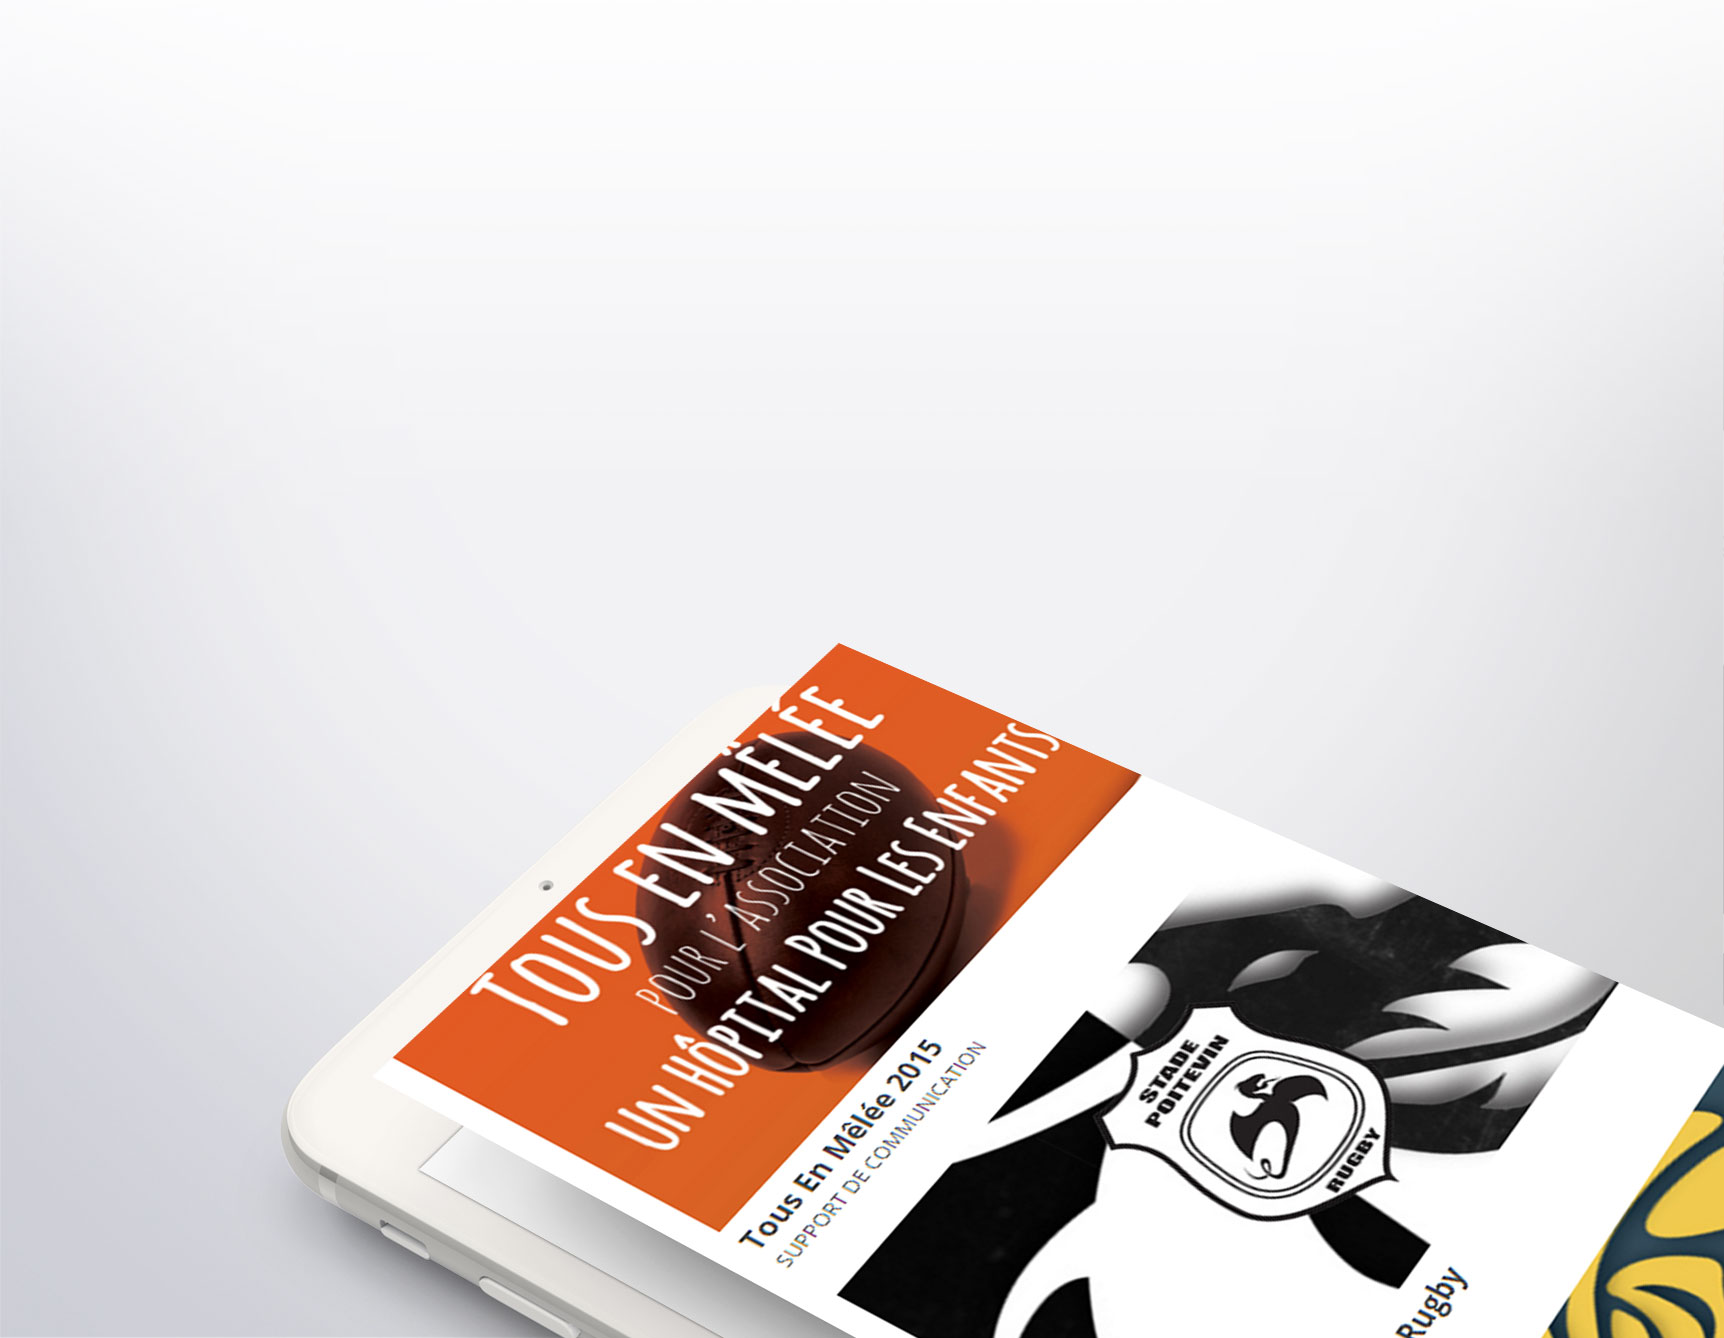 TOUS EN MÊLÉE
POUR L'ASSOCIATION
UN HÔPITAL POUR LES ENFANTS
Tous En Mêlée 2015
SUPPORT DE COMMUNICATION
STADE
POITEVIN
RUGBY
Rugby